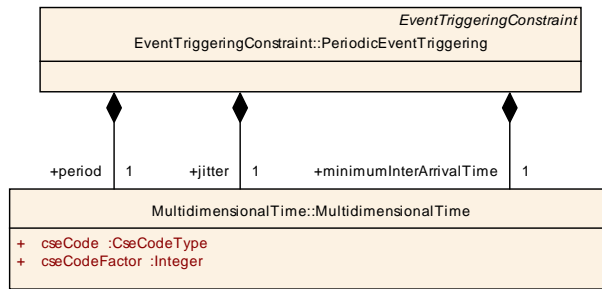 EventTriggeringConstraint
EventTriggeringConstraint::PeriodicEventTriggering
+period 1 +jitter 1 +minimumInterArrivalTime 1
MultidimensionalTime::MultidimensionalTime
+ cseCode :CseCodeType
+ cseCodeFactor :Integer